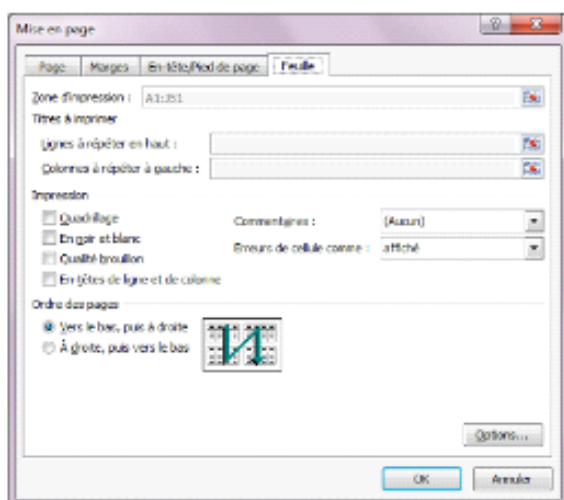 Mise en page
Page Marges En-tête/Pied de page Feuille
Zone d'impression :
Titres à imprimer
Lignes à répéter en haut :
Colonnes à répéter à gauche :
Impression
Quadrillage
Commentaires : (Aucun)
En noir et blanc
Erreurs de cellule comme : affiché
Qualité brouillon
En-têtes de ligne et de colonne
Ordre des pages
Vers le bas, puis à droite
À droite, puis vers le bas
Options...
OK Annuler